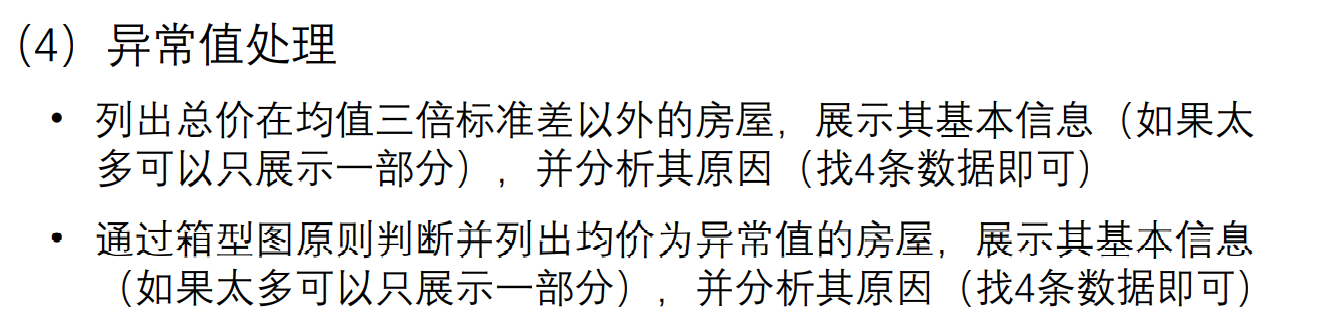 （4）异常值处理
• 列出总价在均值三倍标准差以外的房屋，展示其基本信息（如果太
多可以只展示一部分），并分析其原因（找4条数据即可）
• 通过箱型图原则判断并列出均价为异常值的房屋，展示其基本信息
（如果太多可以只展示一部分），并分析其原因（找4条数据即可）